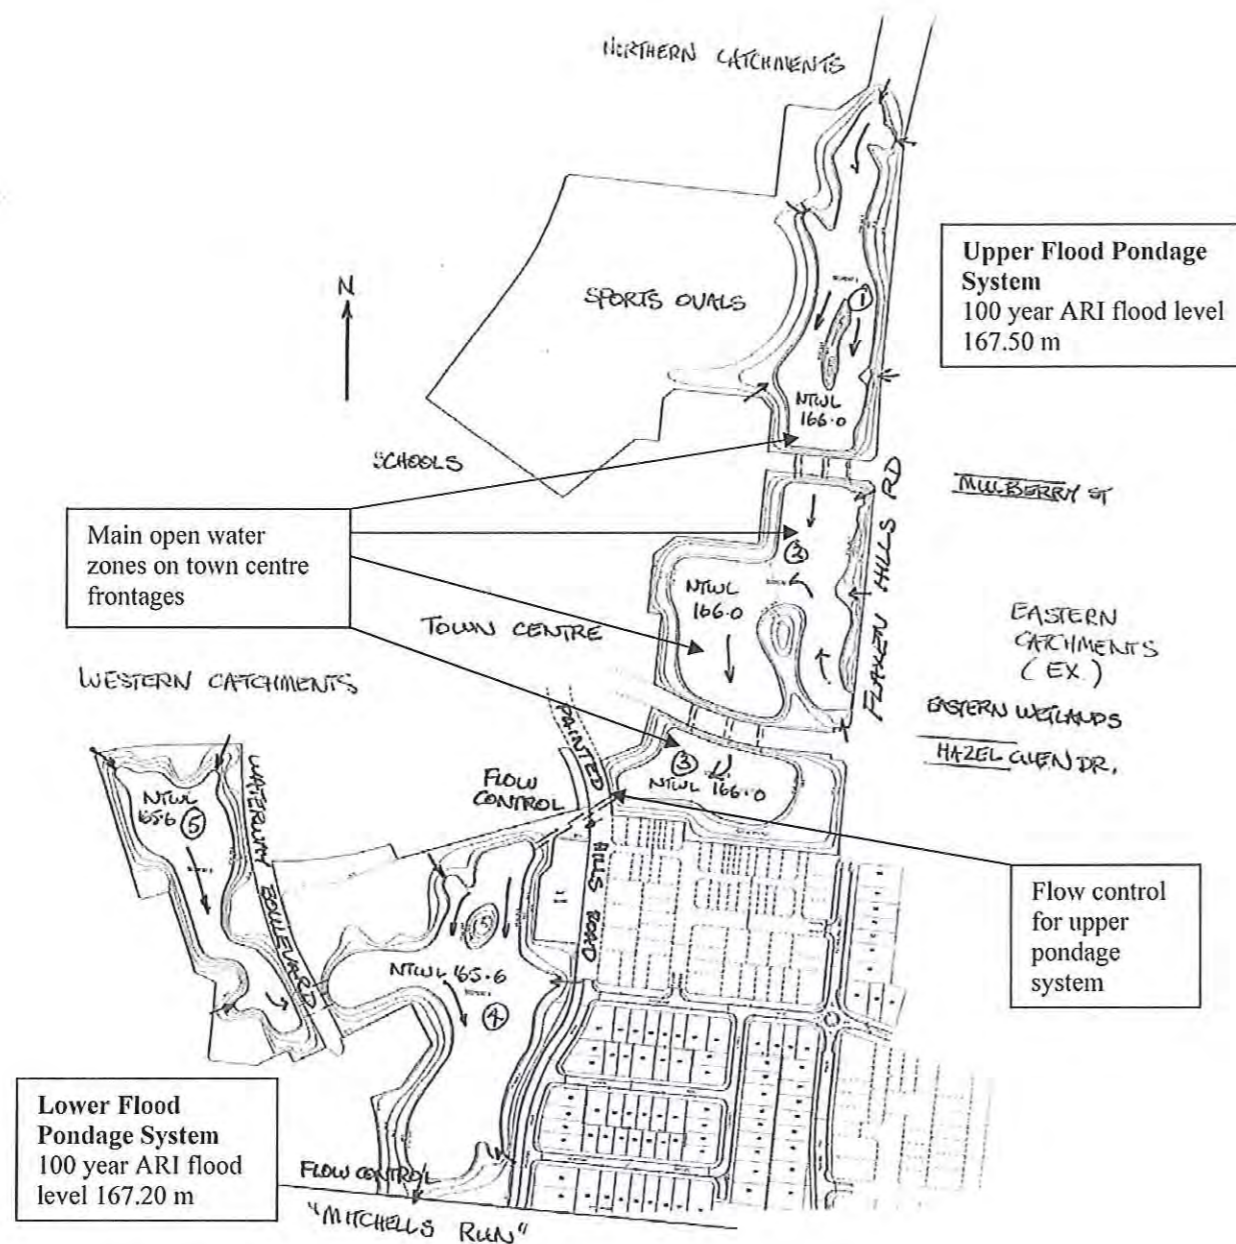 NORTHERN CATCHMENTS
Upper Flood Pondage
System
100 year ARI flood level
167.50 m
N
SPORTS OVALS
1
NTWL
166.0
SCHOOLS
MULBERRY ST
Main open water
zones on town centre
frontages
2
NTWL
166.0
FLAXEN HILLS RD
TOWN CENTRE
EASTERN
CATCHMENTS
(EX.)
WESTERN CATCHMENTS
EASTERN WETLANDS
HAZEL GLEN DR.
PAINTED
HILLS ROAD
3
NTWL 166.0
FLOW
CONTROL
NTWL
165.6
5
WATERWAY BOULEVARD
Flow control
for upper
pondage
system
NTWL 165.6
4
Lower Flood
Pondage System
100 year ARI flood
level 167.20 m
FLOW CONTROL
"MITCHELLS RUN"